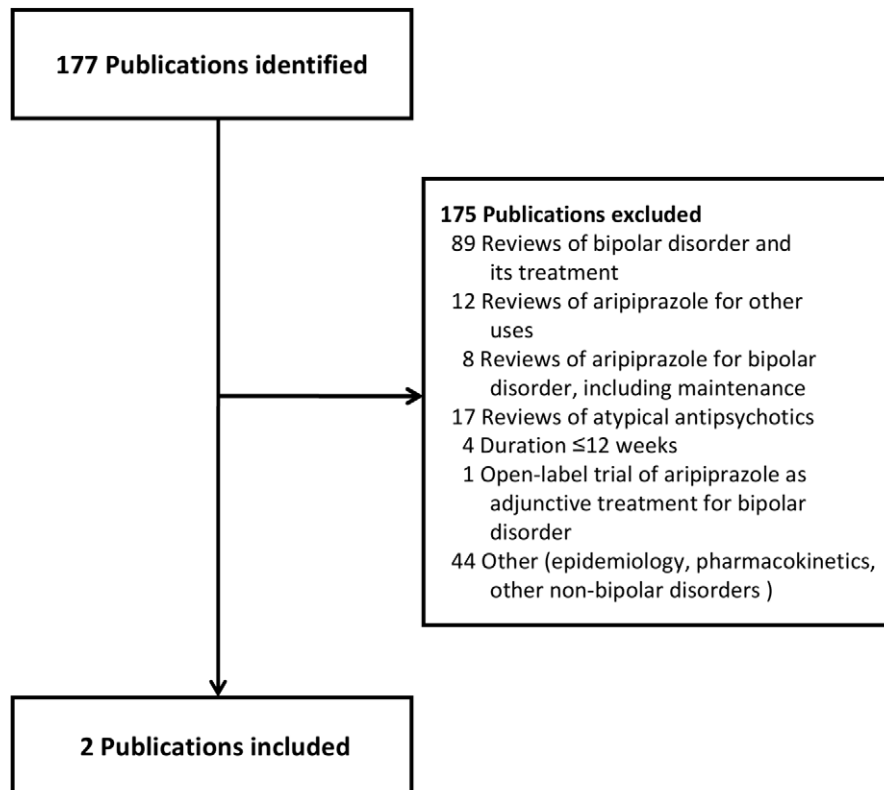 177 Publications identified
175 Publications excluded
89 Reviews of bipolar disorder and
its treatment
12 Reviews of aripiprazole for other
uses
8 Reviews of aripiprazole for bipolar
disorder, including maintenance
17 Reviews of atypical antipsychotics
4 Duration ≤12 weeks
1 Open-label trial of aripiprazole as
adjunctive treatment for bipolar
disorder
44 Other (epidemiology, pharmacokinetics,
other non-bipolar disorders )
2 Publications included